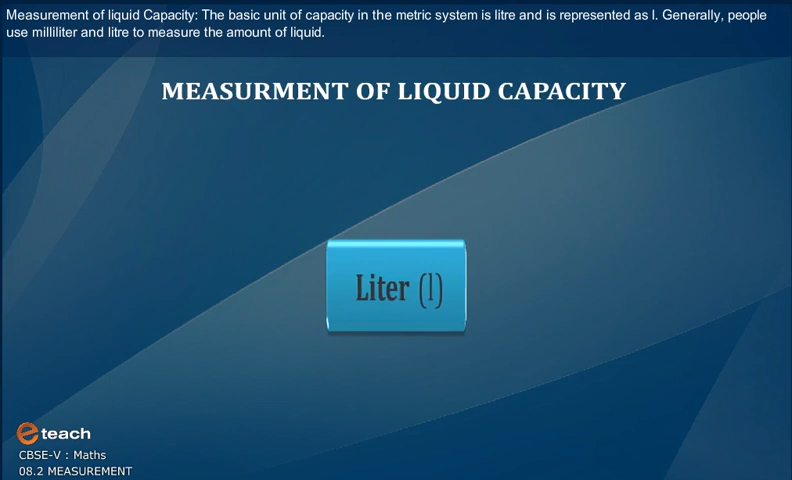 Measurement of liquid Capacity: The basic unit of capacity in the metric system is litre and is represented as l. Generally, people
use milliliter and litre to measure the amount of liquid.
MEASURMENT OF LIQUID CAPACITY
Liter (l)
e teach
CBSE-V : Maths
08.2 MEASUREMENT